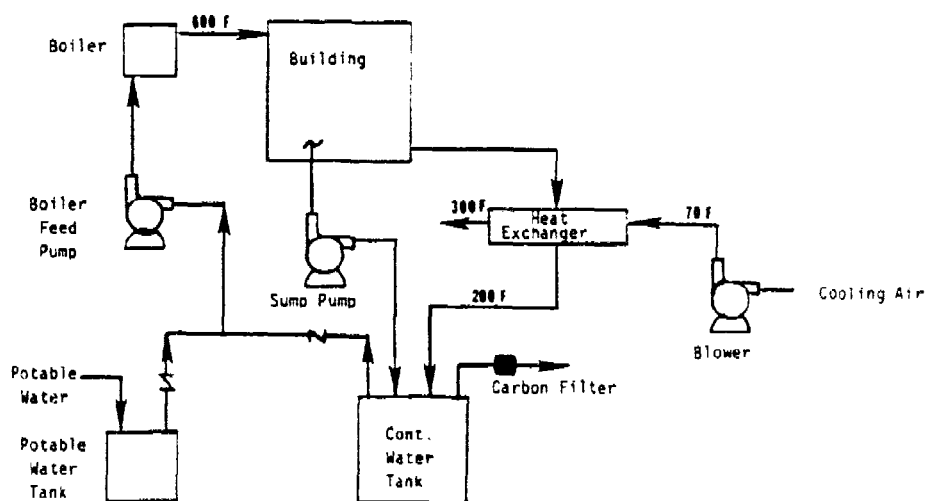 600 F
Boiler
Building
Boiler
Feed
Pump
300F
Heat
Exchanger
70 F
Sump Pump
200 F
Cooling Air
Blower
Potable
Water
Carbon Filter
Potable
Water
Tank
Cont.
Water
Tank